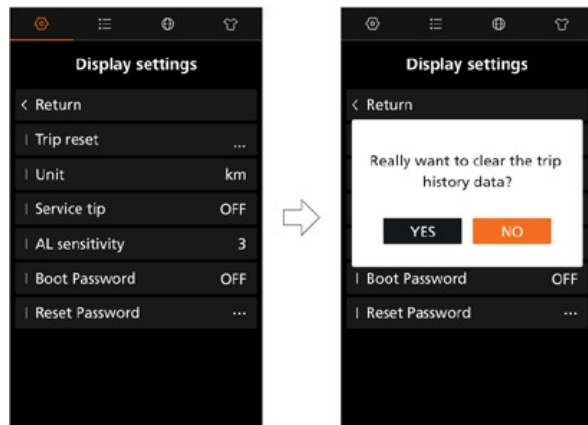 Display settings
< Return
Trip reset ...
Unit km
Service tip OFF
AL sensitivity 3
Boot Password OFF
Reset Password ...
Display settings
< Return
Really want to clear the trip
history data?
YES NO
Boot Password OFF
Reset Password ...